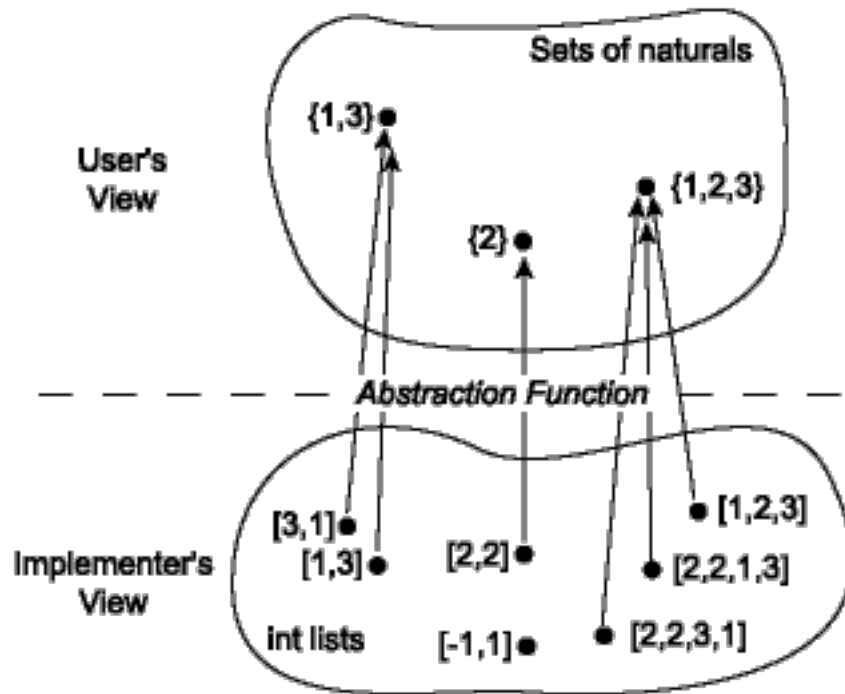 Sets of naturals
{1,3}
User's
View
{1,2,3}
{2}
Abstraction Function
[3,1]
[1,2,3]
[1,3]
[2,2]
[2,2,1,3]
Implementer's
View
int lists
[-1,1]
[2,2,3,1]